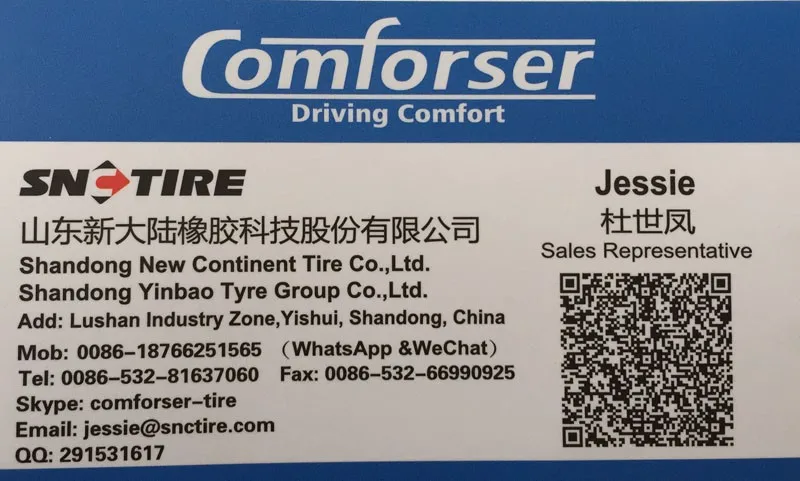 Comforser
Driving Comfort
SNCTIRE
山东新大陆橡胶科技股份有限公司
Shandong New Continent Tire Co.,Ltd.
Shandong Yinbao Tyre Group Co.,Ltd.
Add: Lushan Industry Zone,Yishui, Shandong, China
Mob: 0086-18766251565 （WhatsApp &WeChat）
Tel: 0086-532-81637060 Fax: 0086-532-66990925
Skype: comforser-tire
Email: jessie@snctire.com
QQ: 291531617
Jessie
杜世凤
Sales Representative